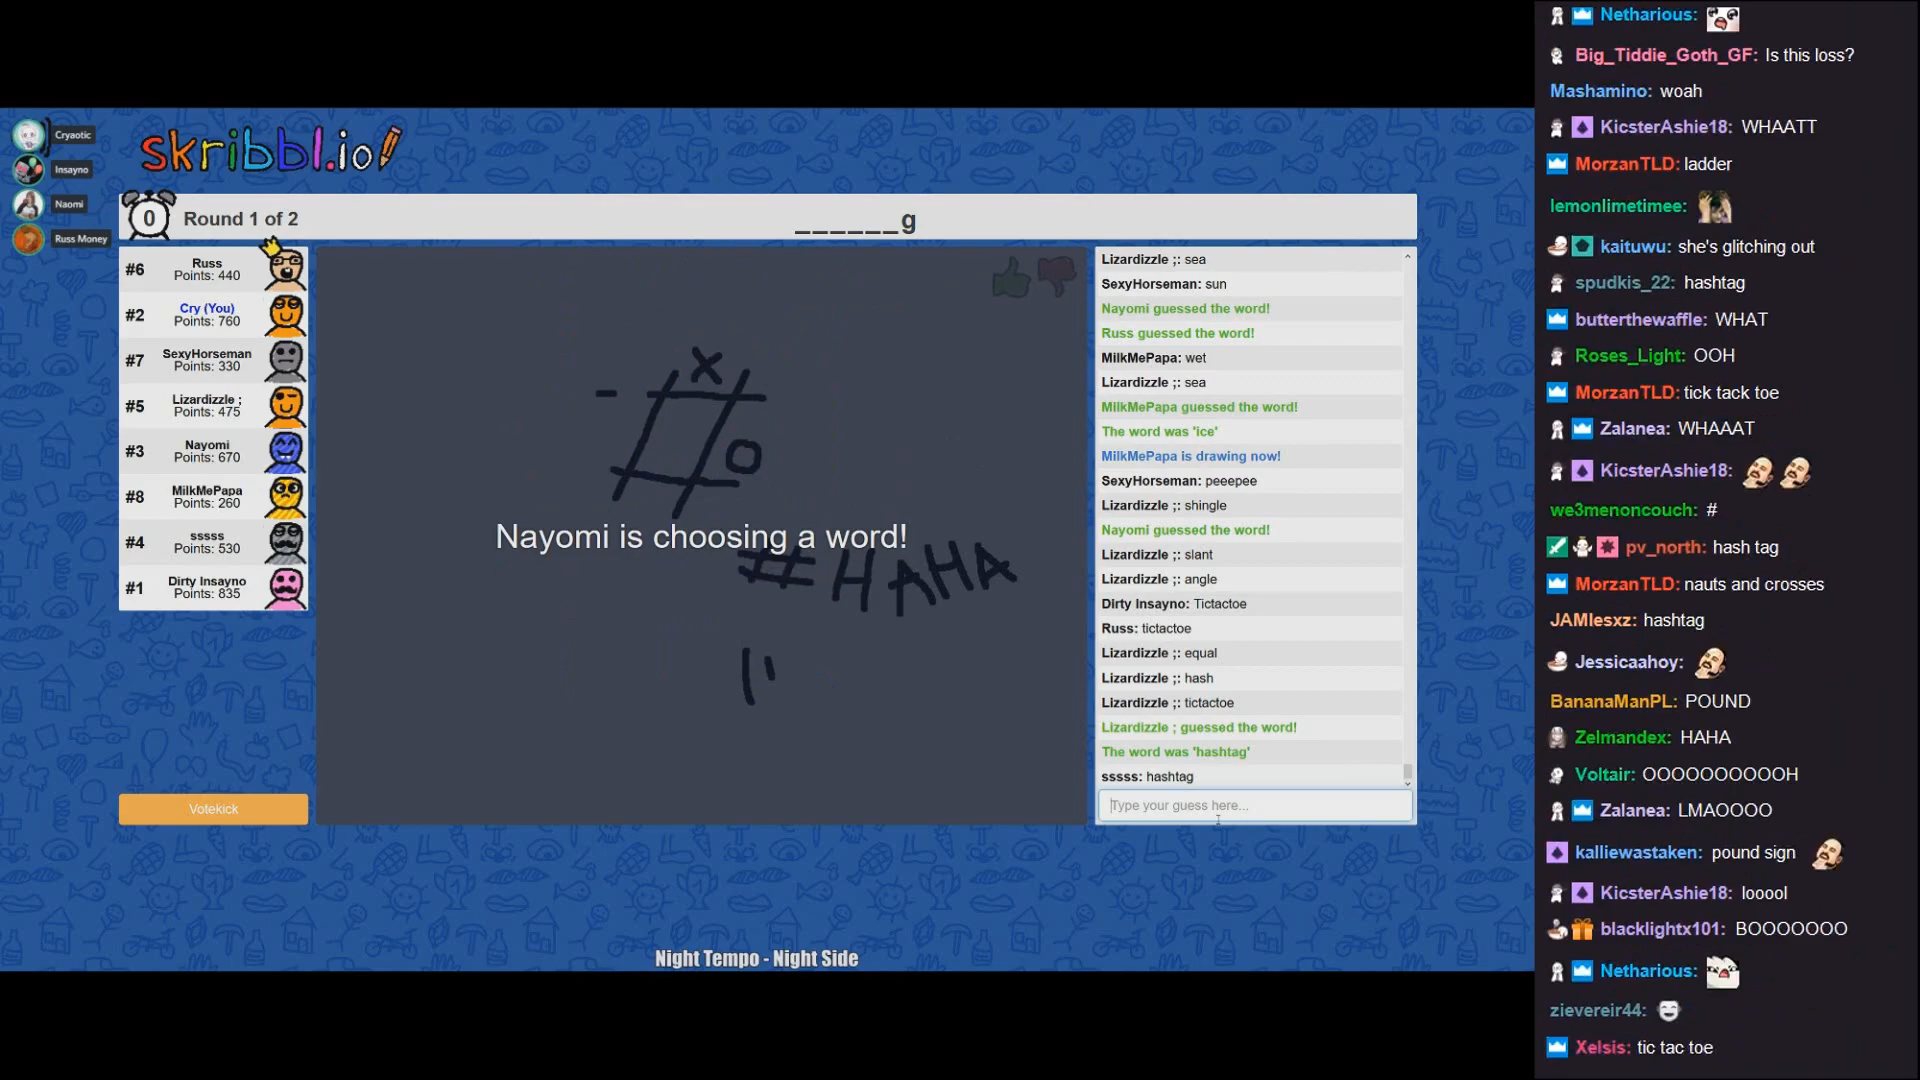 Cryaotic
Insayno
Naomi
Russ Money
skribbl.io
0
Round 1 of 2
______g
#6
Russ
Points: 440
#2
Cry (You)
Points: 760
#7
SexyHorseman
Points: 330
#5
Lizardizzle ;
Points: 475
#3
Nayomi
Points: 670
#8
MilkMePapa
Points: 260
#4
sssss
Points: 530
#1
Dirty Insayno
Points: 835
Votekick
x
o
Nayomi is choosing a word!
#HAHA
Lizardizzle ;: sea
SexyHorseman: sun
Nayomi guessed the word!
Russ guessed the word!
MilkMePapa: wet
Lizardizzle ;: sea
MilkMePapa guessed the word!
The word was 'ice'
MilkMePapa is drawing now!
SexyHorseman: peeepee
Lizardizzle ;: shingle
Nayomi guessed the word!
Lizardizzle ;: slant
Lizardizzle ;: angle
Dirty Insayno: Tictactoe
Russ: tictactoe
Lizardizzle ;: equal
Lizardizzle ;: hash
Lizardizzle ;: tictactoe
Lizardizzle ; guessed the word!
The word was 'hashtag'
sssss: hashtag
Type your guess here...
Night Tempo - Night Side
Netharious:
Big_Tiddie_Goth_GF: Is this loss?
Mashamino: woah
KicsterAshie18: WHAATT
MorzanTLD: ladder
lemonlimetimee:
kaituwu: she's glitching out
spudkis_22: hashtag
butterthewaffle: WHAT
Roses_Light: OOH
MorzanTLD: tick tack toe
Zalanea: WHAAAT
KicsterAshie18:
we3menoncouch: #
pv_north: hash tag
MorzanTLD: nauts and crosses
JAMlesxz: hashtag
Jessicaahoy:
BananaManPL: POUND
Zelmandex: HAHA
Voltair: OOOOOOOOOOH
Zalanea: LMAOOOO
kalliewastaken: pound sign
KicsterAshie18: looool
blacklightx101: BOOOOOOO
Netharious:
zievereir44:
Xelsis: tic tac toe